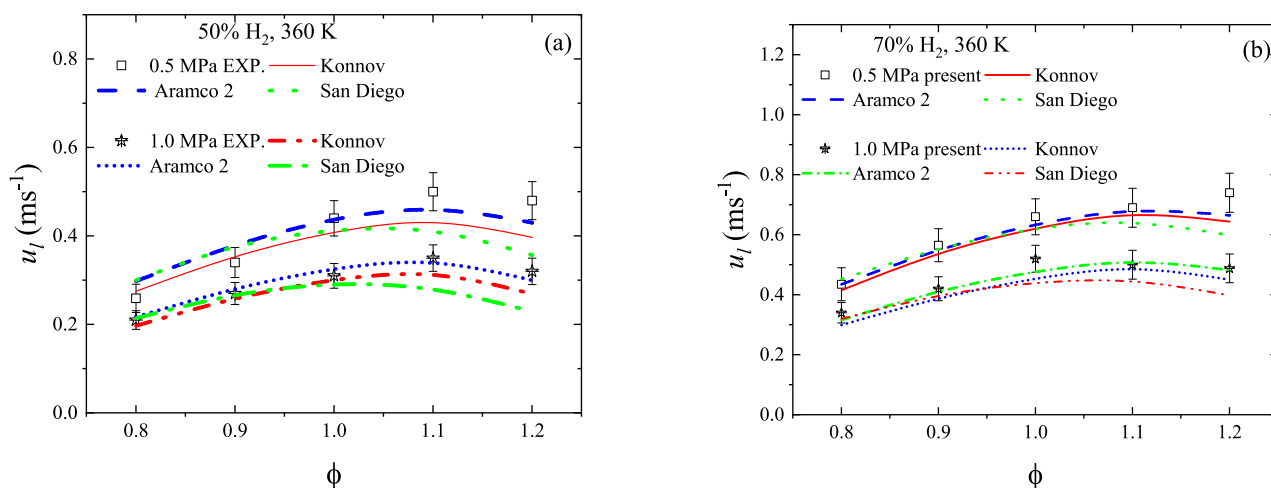 50% H2, 360 K
(a)
0.5 MPa EXP. Konnov
Aramco 2 San Diego
1.0 MPa EXP. Konnov
Aramco 2 San Diego
0.8
0.6
0.4
0.2
0.0
ul (ms-1)
0.8 0.9 1.0 1.1 1.2
ϕ
70% H2, 360 K
(b)
0.5 MPa present Konnov
Aramco 2 San Diego
1.0 MPa present Konnov
Aramco 2 San Diego
1.2
1.0
0.8
0.6
0.4
0.2
0.0
ul (ms-1)
0.8 0.9 1.0 1.1 1.2
ϕ